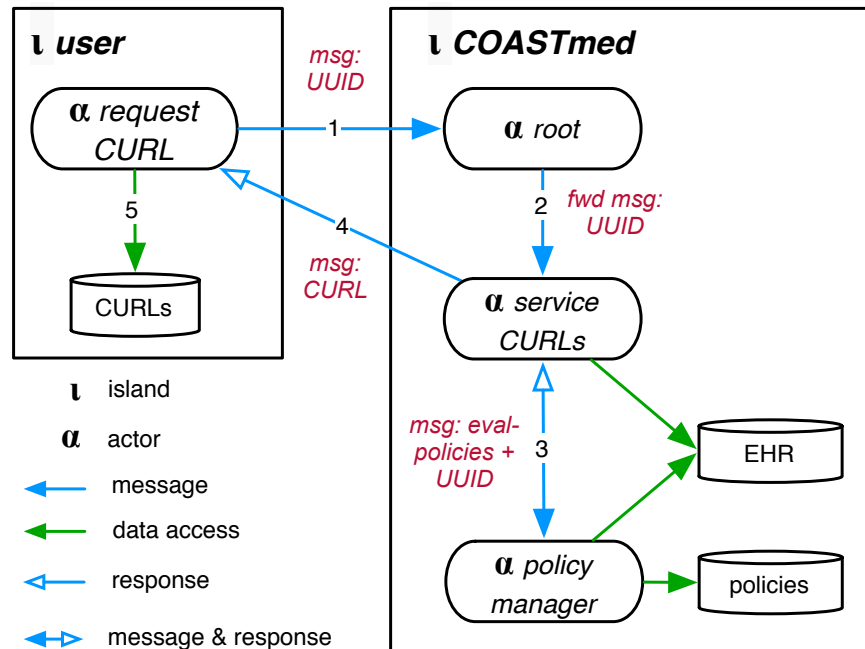 ι user
α request
CURL
5
CURLs
msg:
UUID
1
4
msg:
CURL
ι COASTmed
α root
2
fwd msg:
UUID
α service
CURLs
msg: eval-
policies +
UUID
3
EHR
α policy
manager
policies
ι island
α actor
message
data access
response
message & response